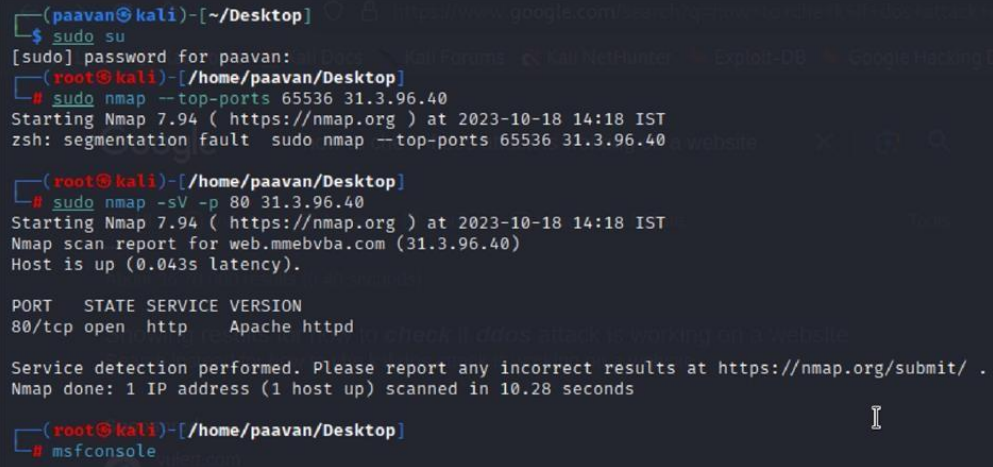 (paavan㉿kali)-[~/Desktop]
$ sudo su
[sudo] password for paavan:
(root㉿kali)-[/home/paavan/Desktop]
# sudo nmap --top-ports 65536 31.3.96.40
Starting Nmap 7.94 ( https://nmap.org ) at 2023-10-18 14:18 IST
zsh: segmentation fault  sudo nmap --top-ports 65536 31.3.96.40
(root㉿kali)-[/home/paavan/Desktop]
# sudo nmap -sV -p 80 31.3.96.40
Starting Nmap 7.94 ( https://nmap.org ) at 2023-10-18 14:18 IST
Nmap scan report for web.mmebvba.com (31.3.96.40)
Host is up (0.043s latency).
PORT   STATE SERVICE VERSION
80/tcp open  http    Apache httpd
Service detection performed. Please report any incorrect results at https://nmap.org/submit/ .
Nmap done: 1 IP address (1 host up) scanned in 10.28 seconds
(root㉿kali)-[/home/paavan/Desktop]
# msfconsole